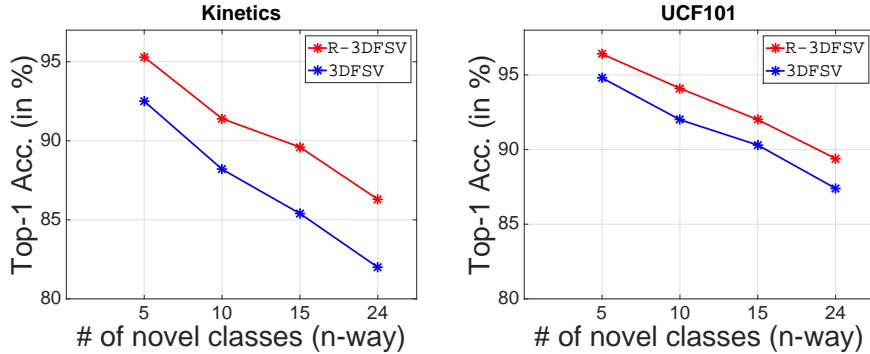 Kinetics
Top-1 Acc. (in %)
95
90
85
80
R-3DFSV
3DFSV
5 10 15 24
# of novel classes (n-way)
UCF101
Top-1 Acc. (in %)
95
90
85
80
R-3DFSV
3DFSV
5 10 15 24
# of novel classes (n-way)